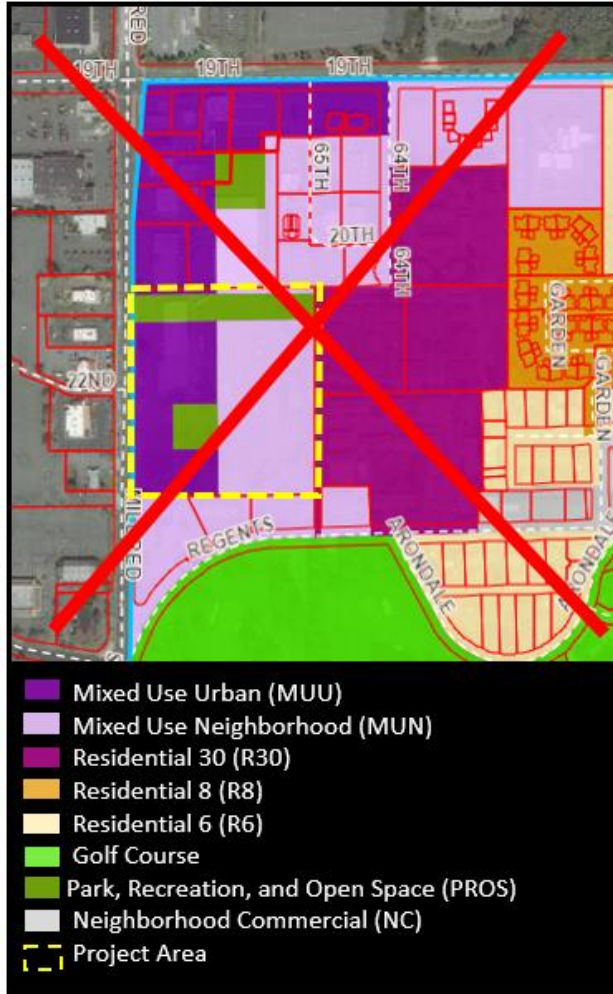 RED
19TH
19TH
19TH
65TH
64TH
20TH
64TH
GARDEN
GARDEN
22ND
MILDRED
REGENTS
ARONDALE
ARONDALE
S
Mixed Use Urban (MUU)
Mixed Use Neighborhood (MUN)
Residential 30 (R30)
Residential 8 (R8)
Residential 6 (R6)
Golf Course
Park, Recreation, and Open Space (PROS)
Neighborhood Commercial (NC)
Project Area